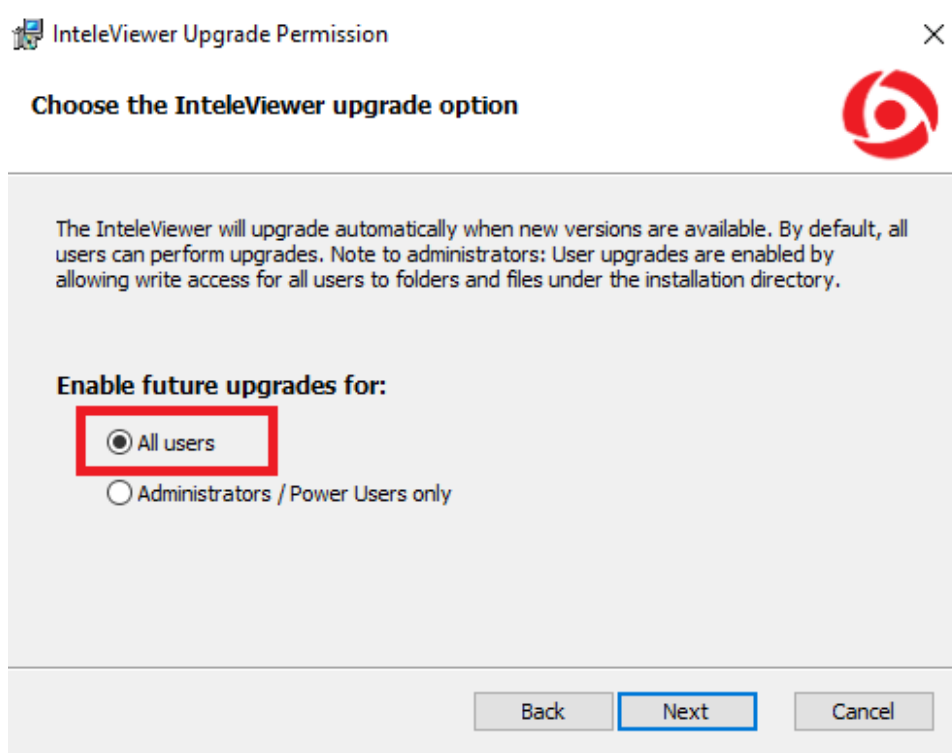 InteleViewer Upgrade Permission
Choose the InteleViewer upgrade option
The InteleViewer will upgrade automatically when new versions are available. By default, all
users can perform upgrades. Note to administrators: User upgrades are enabled by
allowing write access for all users to folders and files under the installation directory.
Enable future upgrades for:
All users
Administrators / Power Users only
Back Next Cancel